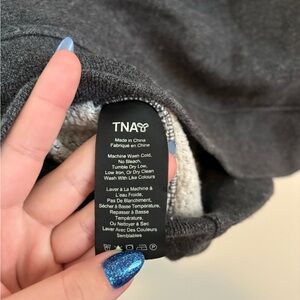 TNA
Made in China
Fabriqué en Chine
Machine Wash Cold,
No Bleach,
Tumble Dry Low,
Low Iron, Or Dry Clean
Wash With Like Colours
Laver À La Machine À
L'eau Froide,
Pas De Blanchiment,
Sécher à Basse Température,
Repasser à Basse
Température,
Ou Nettoyer à Sec
Laver Avec Des Couleurs
Semblables